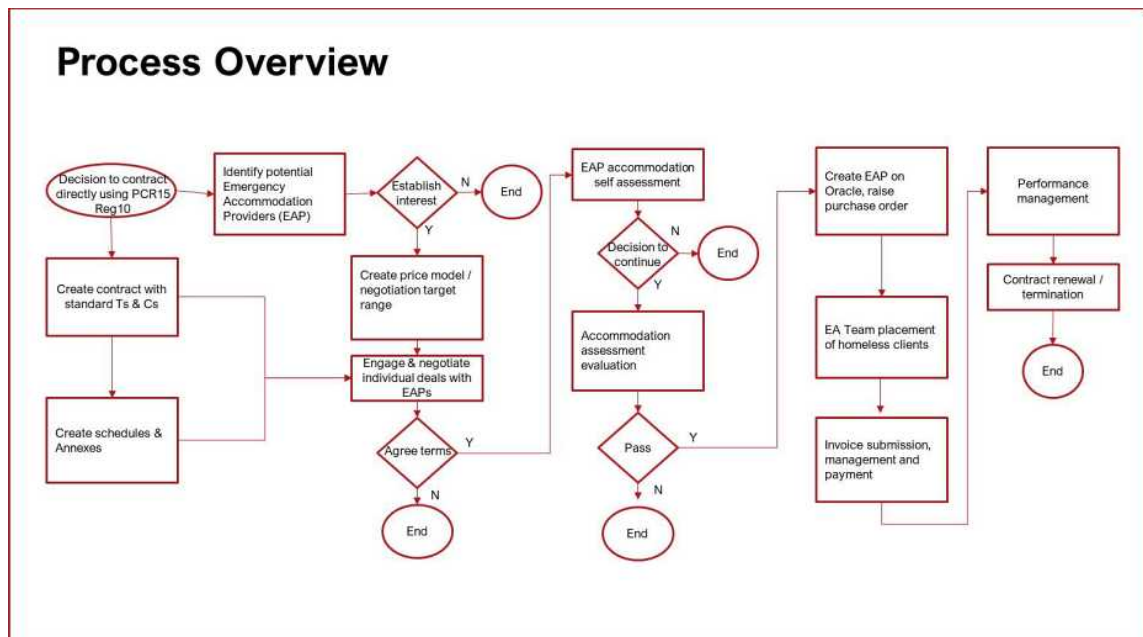 Process Overview
Decision to contract
directly using PCR15
Reg10
Create contract with
standard Ts & Cs
Create schedules &
Annexes
Identify potential
Emergency
Accommodation
Providers (EAP)
Establish
interest
N
End
Y
Create price model /
negotiation target
range
Engage & negotiate
individual deals with
EAPs
Agree terms
Y
N
End
EAP accommodation
self assessment
Decision to
continue
N
End
Y
Accommodation
assessment
evaluation
Pass
Y
N
End
Create EAP on
Oracle, raise
purchase order
EA Team placement
of homeless clients
Invoice submission,
management and
payment
Performance
management
Contract renewal /
termination
End